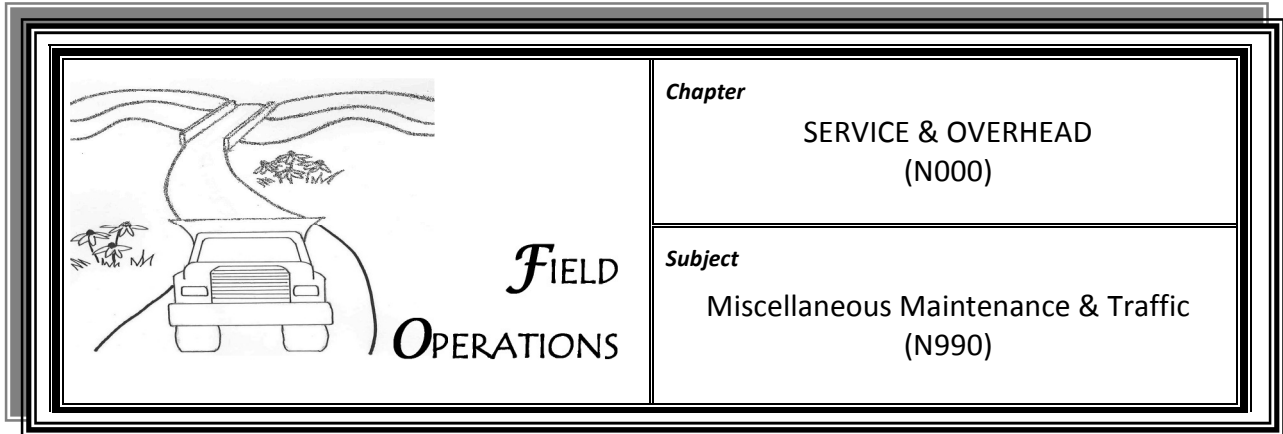 FIELD
OPERATIONS
Chapter
SERVICE & OVERHEAD
(N000)
Subject
Miscellaneous Maintenance & Traffic
(N990)